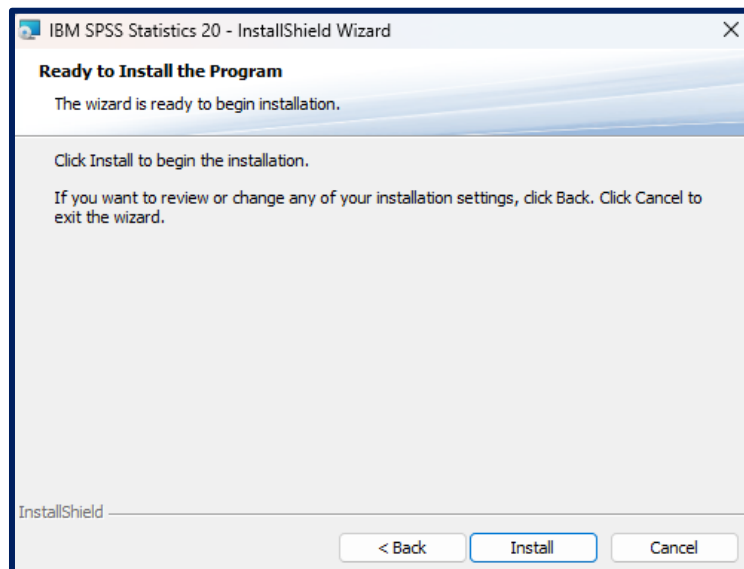 IBM SPSS Statistics 20 - InstallShield Wizard
Ready to Install the Program
The wizard is ready to begin installation.
Click Install to begin the installation.
If you want to review or change any of your installation settings, click Back. Click Cancel to
exit the wizard.
InstallShield
< Back Install Cancel